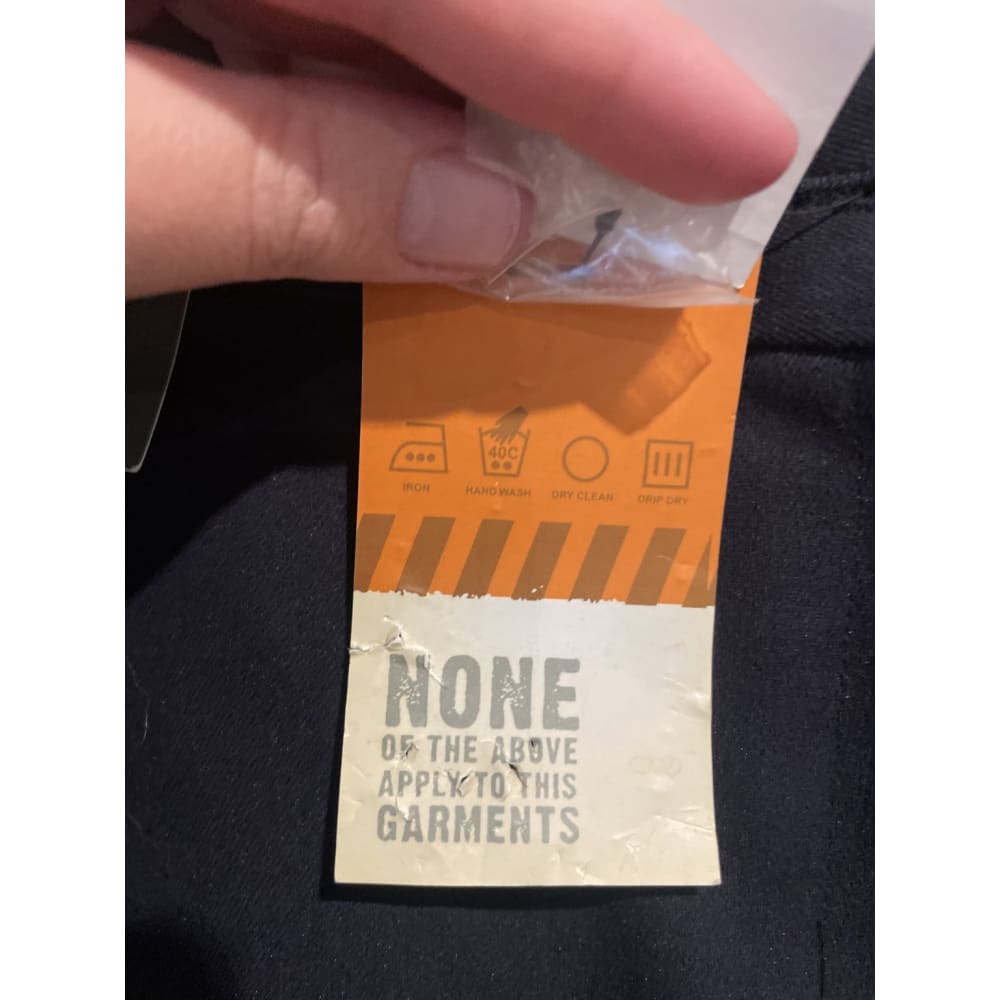 40C
IRON HAND WASH DRY CLEAN DRIP DRY
NONE
OF THE ABOVE
APPLY TO THIS
GARMENTS